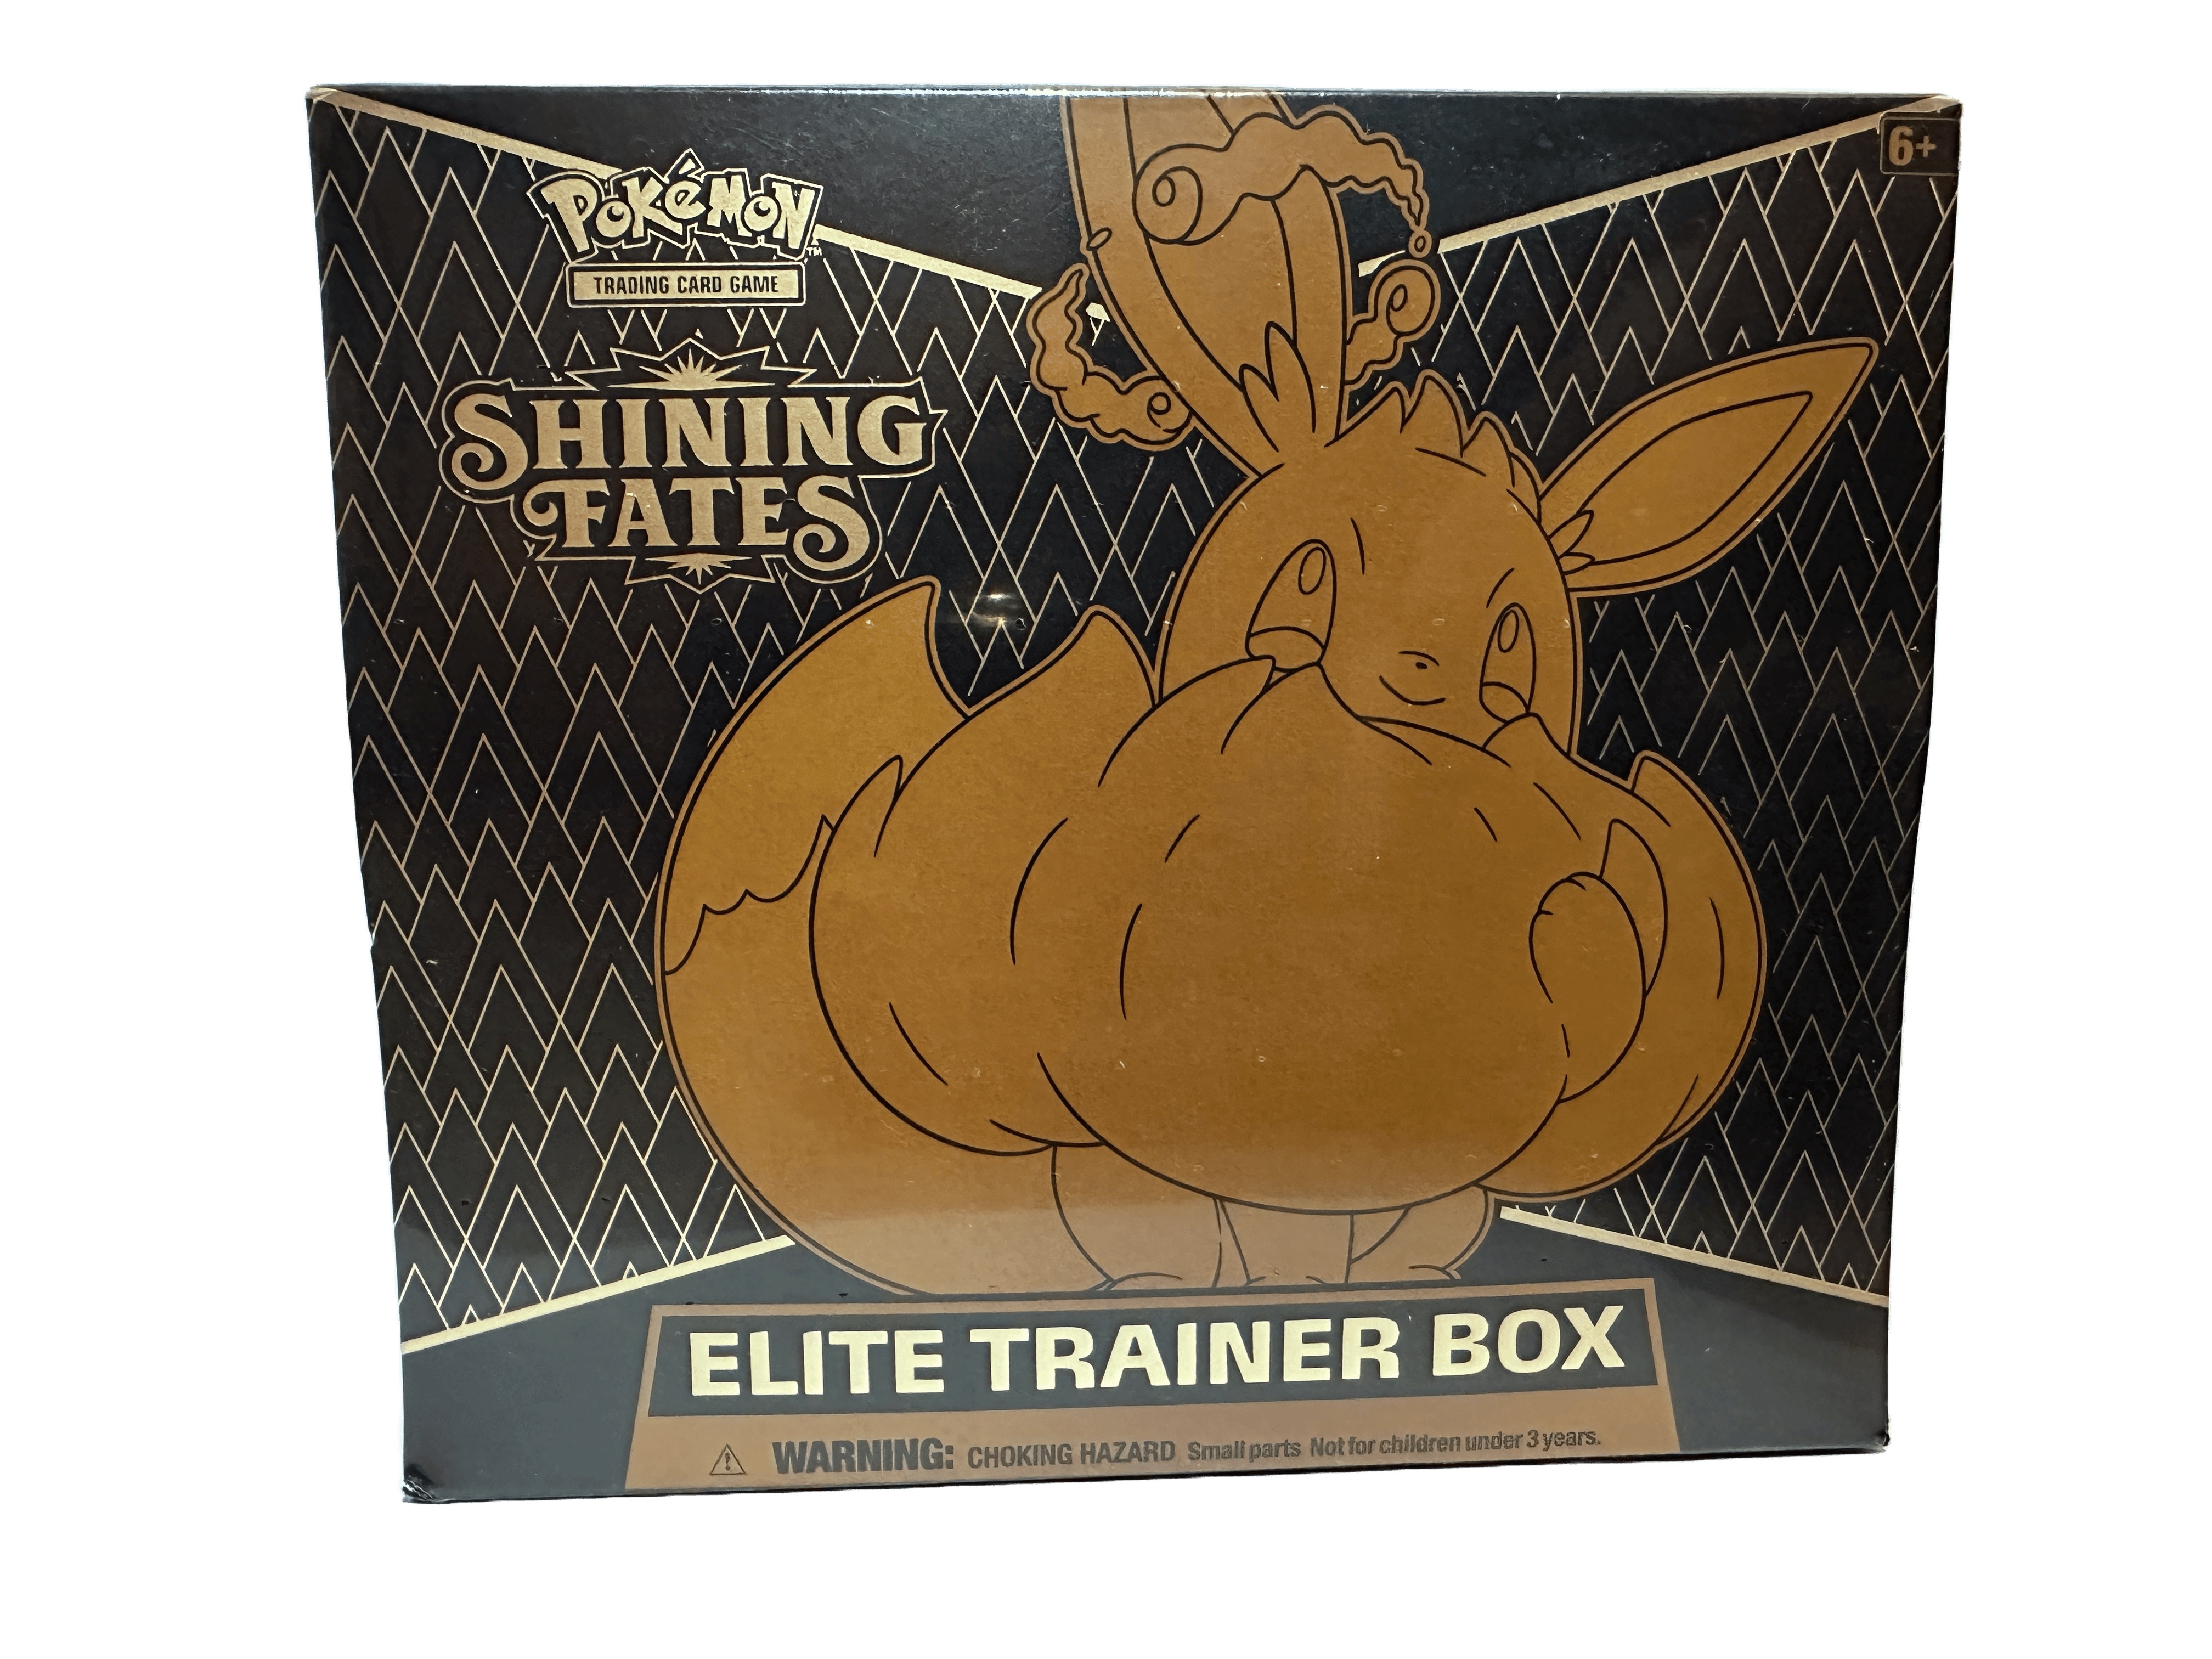 6+
POKéMON™
TRADING CARD GAME
SHINING
FATES
ELITE TRAINER BOX
⚠ WARNING: CHOKING HAZARD Small parts Not for children under 3 years.